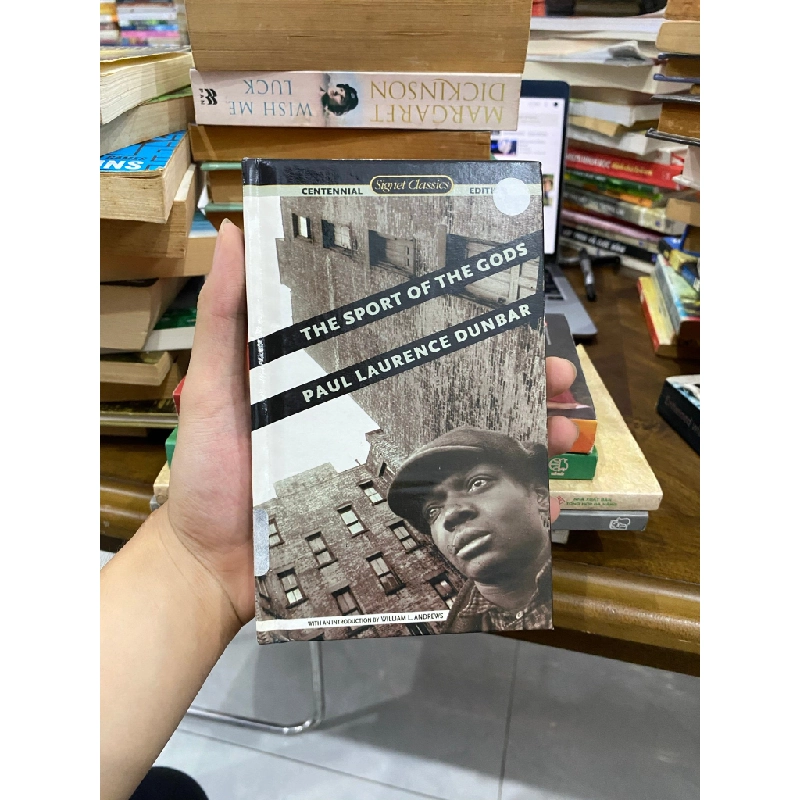 MARGARET
DICKINSON
WISH ME
LUCK
PAN
CENTENNIAL
Signet Classics
THE SPORT OF THE GODS
PAUL LAURENCE DUNBAR
WITH AN INTRODUCTION BY WILLIAM L. ANDREWS